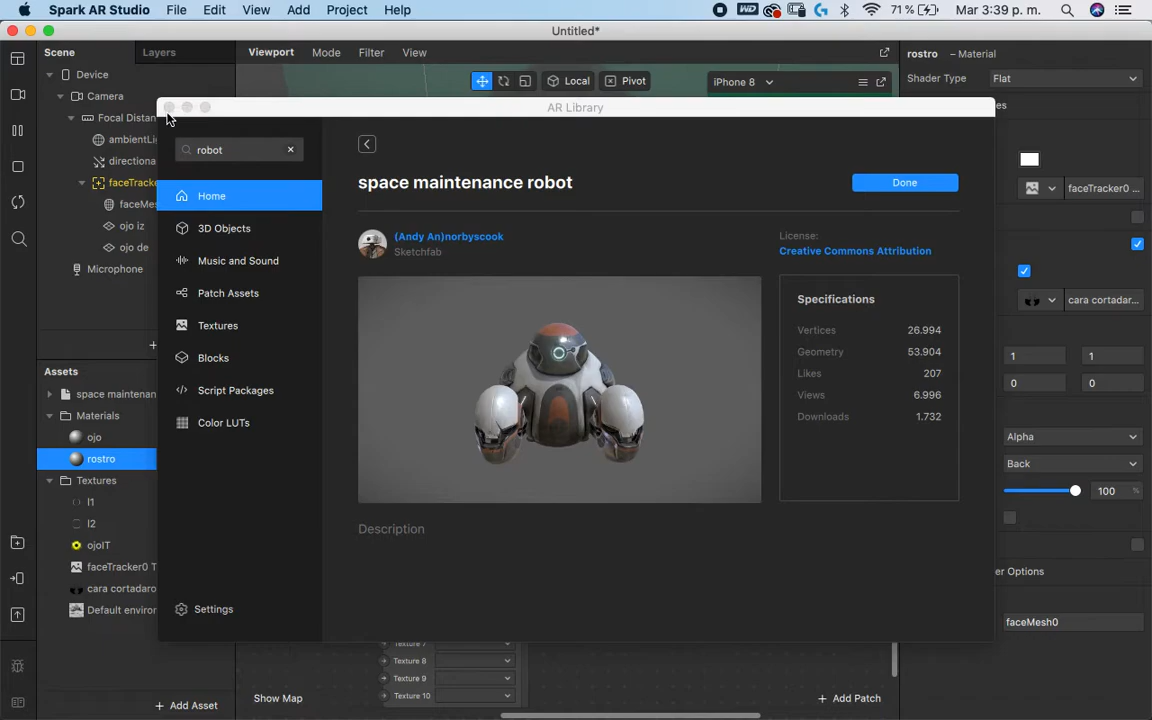 Spark AR Studio File Edit View Add Project Help 71 % Mar 3:39 p. m.
Untitled*
Scene Layers
Viewport Mode Filter View
rostro – Material
Device
Local Pivot
iPhone 8
Shader Type Flat
Camera
AR Library
Focal Distan
ambientLi
directiona
faceTracke
faceMes
ojo iz
ojo de
Microphone
robot
Home
3D Objects
Music and Sound
Patch Assets
Textures
Blocks
Script Packages
Color LUTs
Settings
space maintenance robot
Done
(Andy An)norbyscook
Sketchfab
License:
Creative Commons Attribution
Specifications
Vertices 26.994
Geometry 53.904
Likes 207
Views 6.996
Downloads 1.732
Description
Assets
space maintenan
Materials
ojo
rostro
Textures
l1
l2
ojoIT
faceTracker0 T
cara cortadaro
Default environ
Add Asset
Texture 8
Texture 9
Texture 10
Show Map
Add Patch
es
faceTracker0 ...
cara cortadar...
1 1
0 0
Alpha
Back
100 %
er Options
faceMesh0